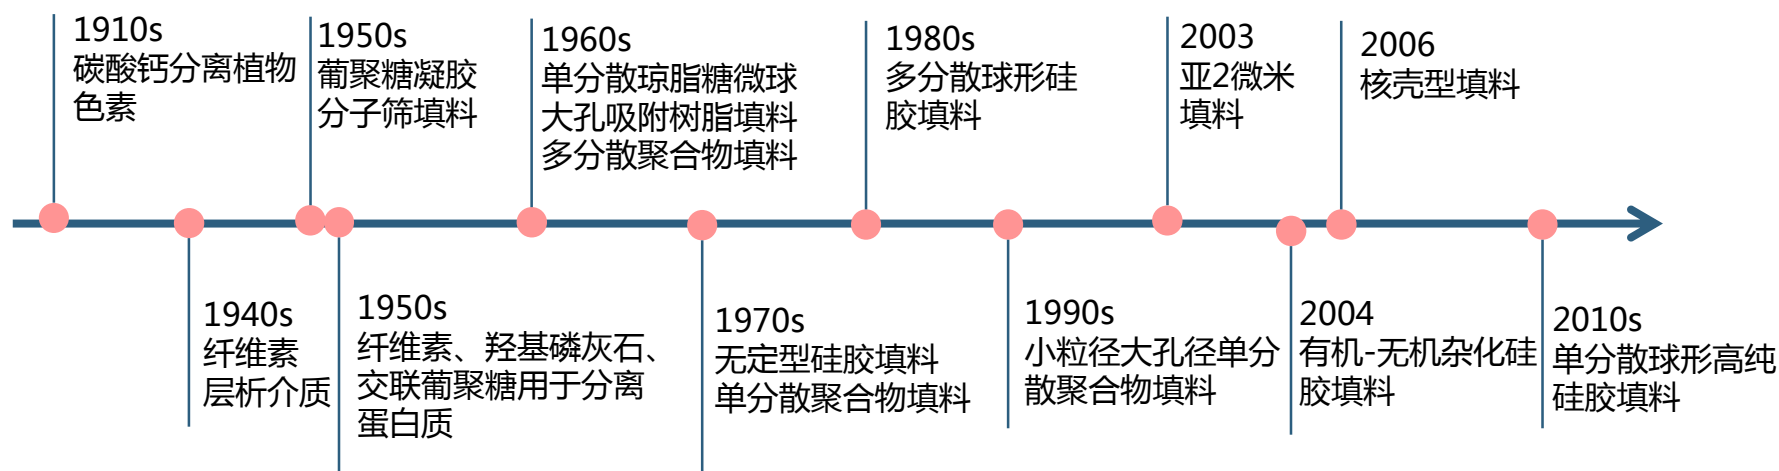 1910s
碳酸钙分离植物
色素
1950s
葡聚糖凝胶
分子筛填料
1960s
单分散琼脂糖微球
大孔吸附树脂填料
多分散聚合物填料
1980s
多分散球形硅
胶填料
2003
亚2微米
填料
2006
核壳型填料
1940s
纤维素
层析介质
1950s
纤维素、羟基磷灰石、
交联葡聚糖用于分离
蛋白质
1970s
无定型硅胶填料
单分散聚合物填料
1990s
小粒径大孔径单分
散聚合物填料
2004
有机-无机杂化硅
胶填料
2010s
单分散球形高纯
硅胶填料